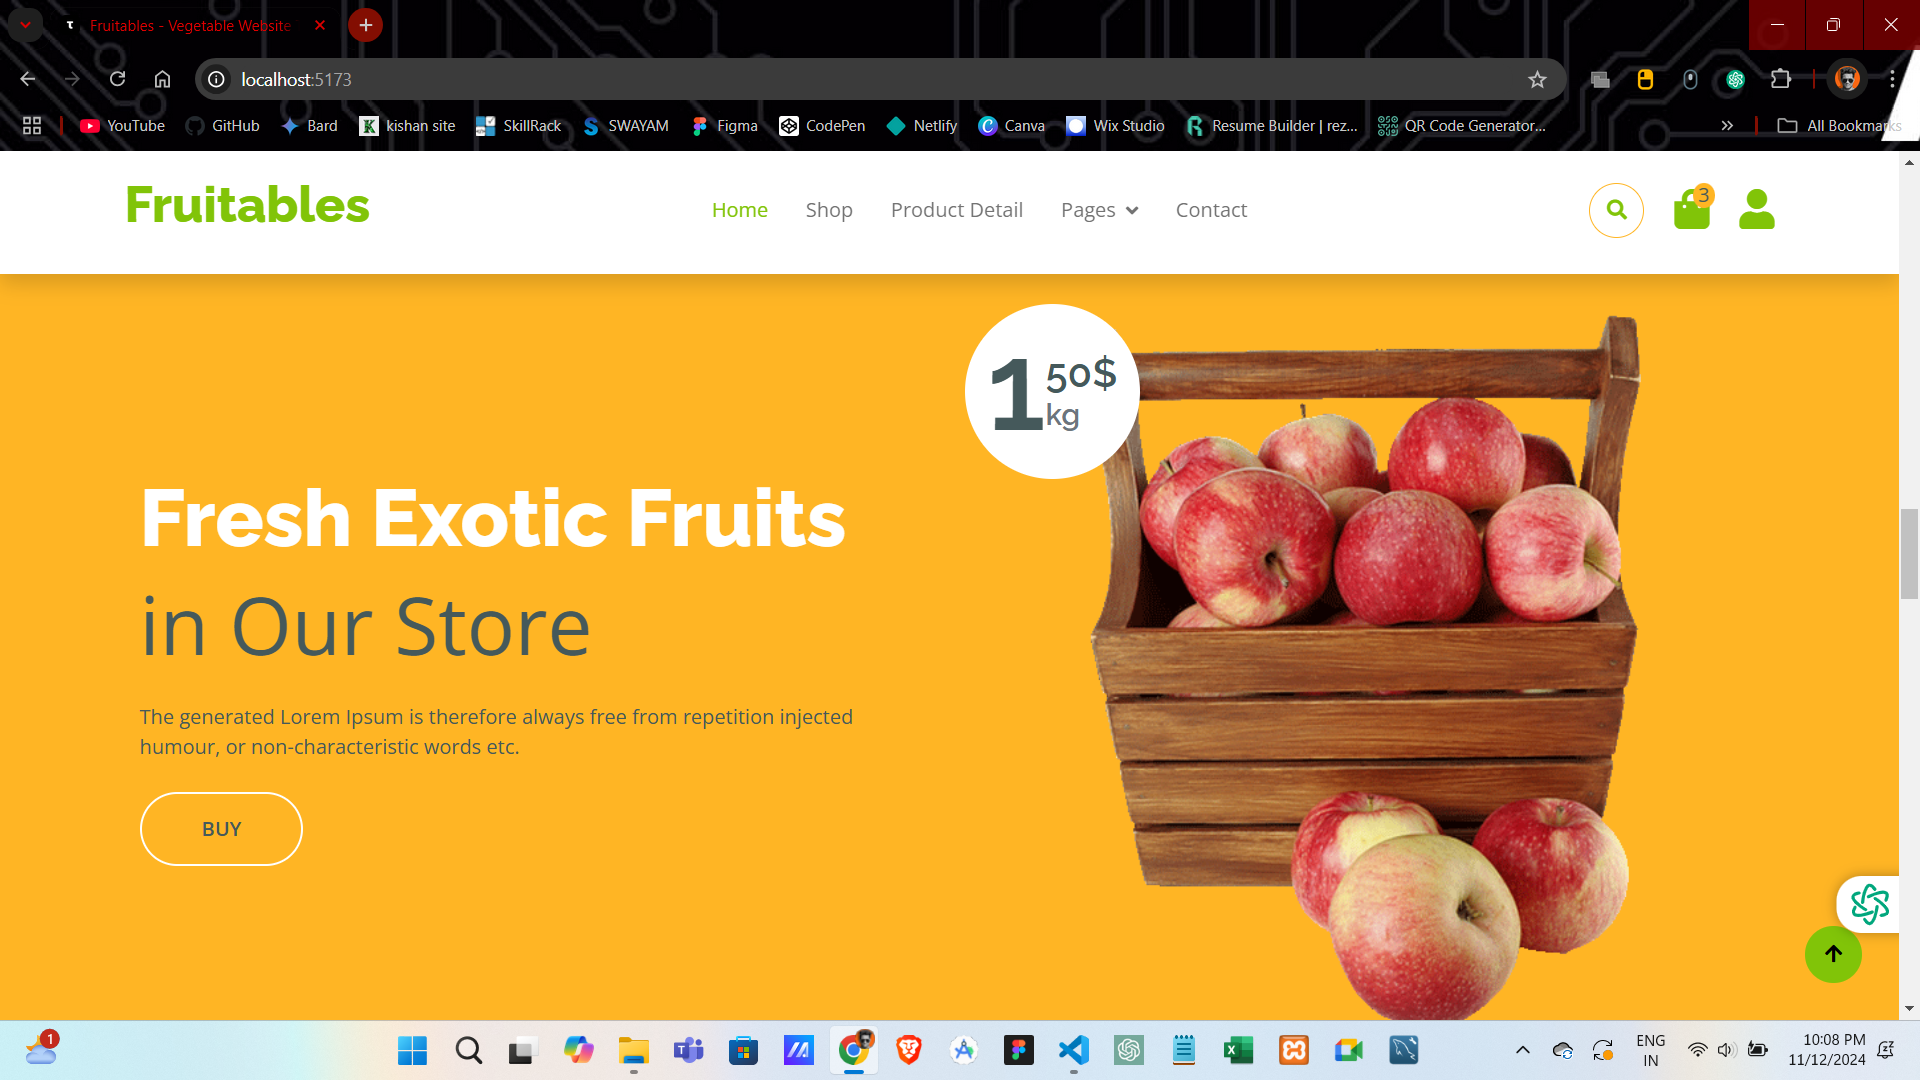 Fruitables - Vegetable Website
localhost:5173
YouTube
GitHub
Bard
kishan site
SkillRack
SWAYAM
Figma
CodePen
Netlify
Canva
Wix Studio
Resume Builder | rez...
QR Code Generator...
All Bookmarks
Fruitables
Home
Shop
Product Detail
Pages
Contact
3
1 50$
kg
Fresh Exotic Fruits
in Our Store
The generated Lorem Ipsum is therefore always free from repetition injected
humour, or non-characteristic words etc.
BUY
1
ENG
IN
10:08 PM
11/12/2024